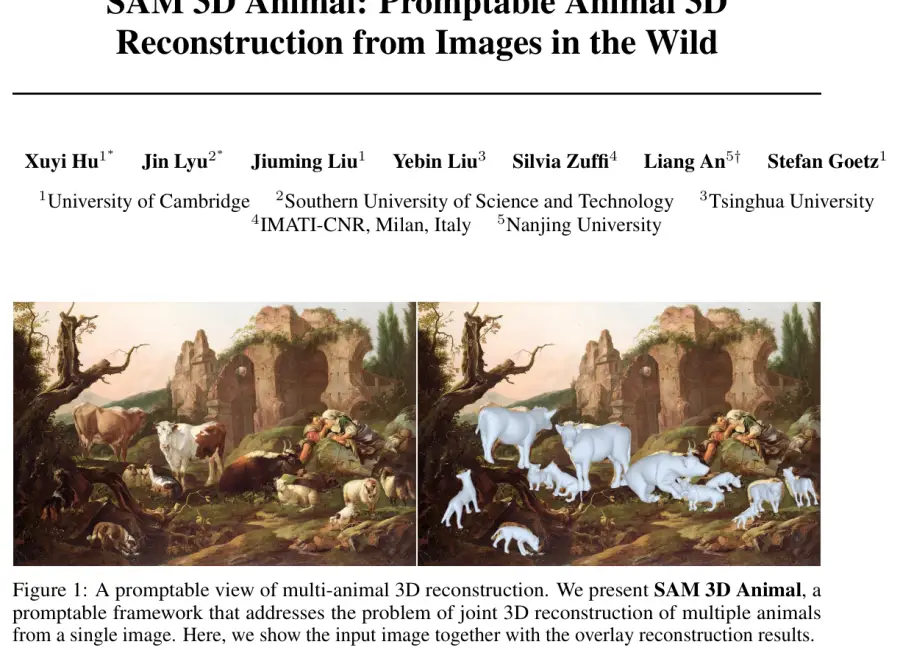 SAM 3D Animal: Promptable Animal 3D
Reconstruction from Images in the Wild
Xuyi Hu1* Jin Lyu2* Jiuming Liu1 Yebin Liu3 Silvia Zuffi4 Liang An5† Stefan Goetz1
1University of Cambridge 2Southern University of Science and Technology 3Tsinghua University
4IMATI-CNR, Milan, Italy 5Nanjing University
Figure 1: A promptable view of multi-animal 3D reconstruction. We present SAM 3D Animal, a
promptable framework that addresses the problem of joint 3D reconstruction of multiple animals
from a single image. Here, we show the input image together with the overlay reconstruction results.